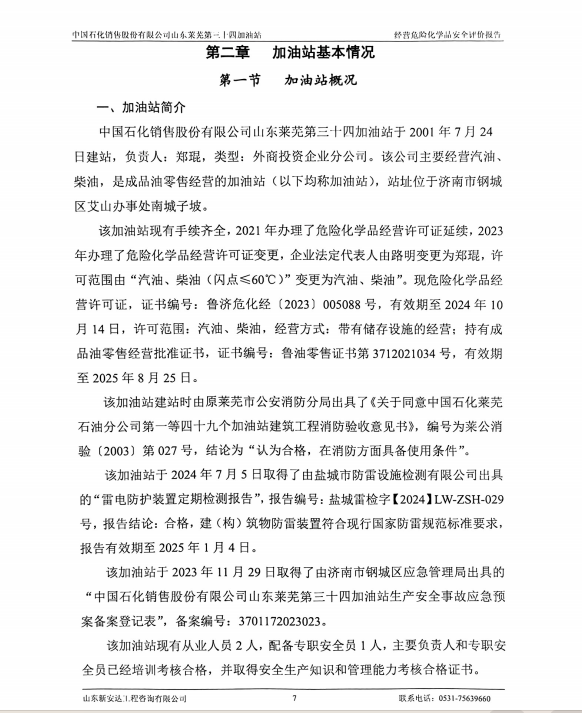 中国石化销售股份有限公司山东莱芜第三十四加油站 经营危险化学品安全评价报告
第二章 加油站基本情况
第一节 加油站概况
一、加油站简介
中国石化销售股份有限公司山东莱芜第三十四加油站于 2001 年 7 月 24
日建站，负责人：郑琨，类型：外商投资企业分公司。该公司主要经营汽油、
柴油，是成品油零售经营的加油站（以下均称加油站），站址位于济南市钢城
区艾山办事处南城子坡。
该加油站现有手续齐全，2021 年办理了危险化学品经营许可证延续，2023
年办理了危险化学品经营许可证变更，企业法定代表人由路明变更为郑琨，许
可范围由“汽油、柴油（闪点≤60℃）”变更为汽油、柴油”。现危险化学品经
营许可证，证书编号：鲁济危化经〔2023〕005088 号，有效期至 2024 年 10
月 14 日，许可范围：汽油、柴油，经营方式：带有储存设施的经营；持有成
品油零售经营批准证书，证书编号：鲁油零售证书第 3712021034 号，有效期
至 2025 年 8 月 25 日。
该加油站建站时由原莱芜市公安消防分局出具了《关于同意中国石化莱芜
石油分公司第一等四十九个加油站建筑工程消防验收意见书》，编号为莱公消
验〔2003〕第 027 号，结论为“认为合格，在消防方面具备使用条件”。
该加油站于 2024 年 7 月 5 日取得了由盐城市防雷设施检测有限公司出具
的“雷电防护装置定期检测报告”，报告编号：盐城雷检字【2024】LW-ZSH-029
号，报告结论：合格，建（构）筑物防雷装置符合现行国家防雷规范标准要求，
报告有效期至 2025 年 1 月 4 日。
该加油站于 2023 年 11 月 29 日取得了由济南市钢城区应急管理局出具的
“中国石化销售股份有限公司山东莱芜第三十四加油站生产安全事故应急预
案备案登记表”，备案编号：3701172023023。
该加油站现有从业人员 2 人，配备专职安全员 1 人，主要负责人和专职安
全员已经培训考核合格，并取得安全生产知识和管理能力考核合格证书。
山东新安达工程咨询有限公司 7 联系电话：0531-75639660